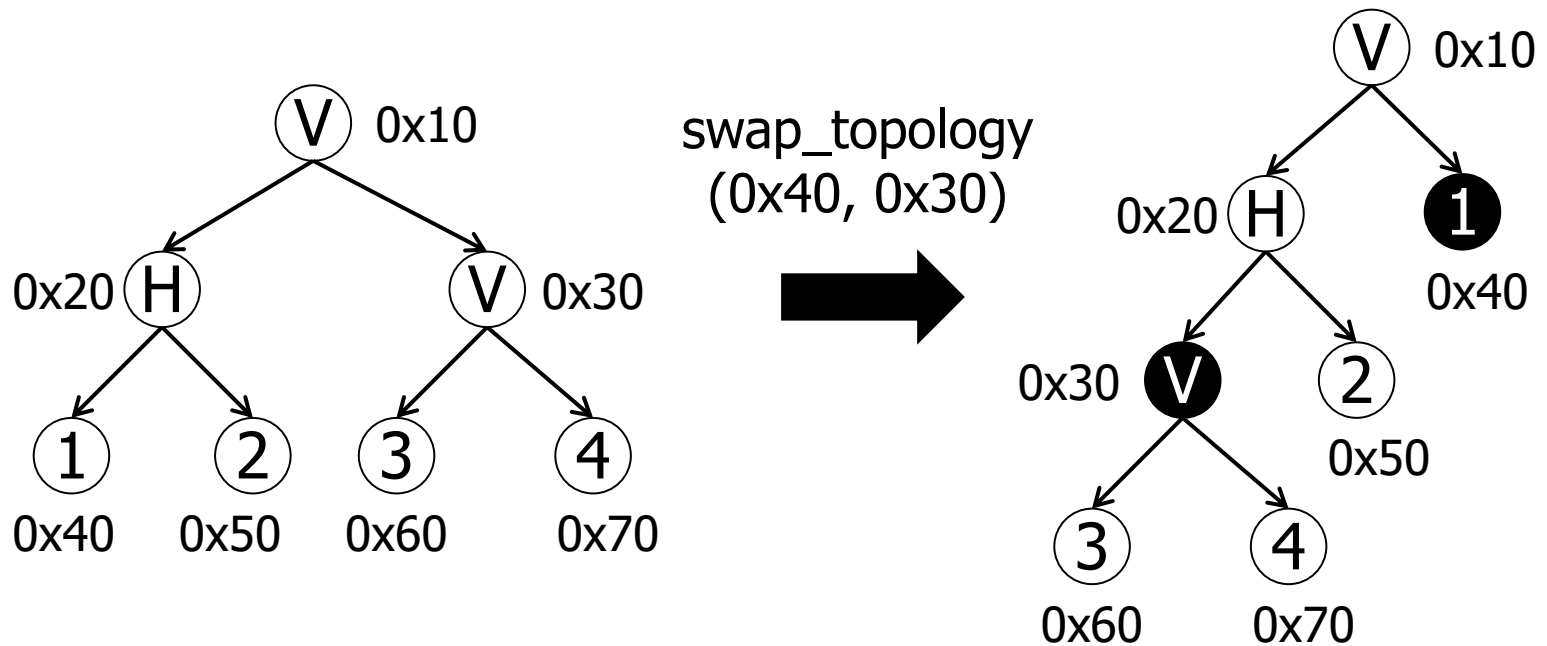 V 0x10
0x20 H V 0x30
1 2 3 4
0x40 0x50 0x60 0x70
swap_topology
(0x40, 0x30)
V 0x10
0x20 H 1
0x40
0x30 V 2
0x50
3 4
0x60 0x70